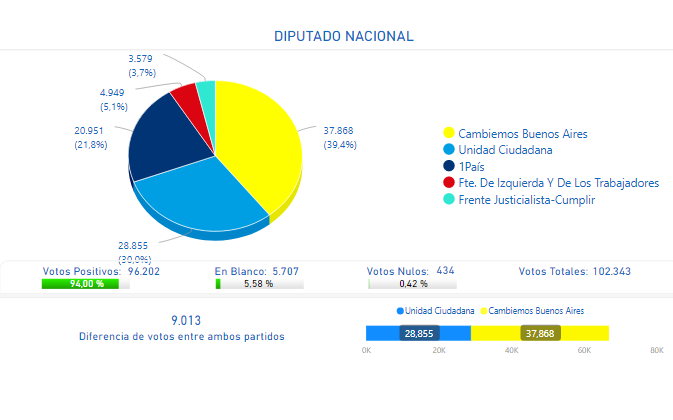 DIPUTADO NACIONAL
3.579
(3,7%)
4.949
(5,1%)
20.951
(21,8%)
37.868
(39,4%)
28.855
(30,0%)
Cambiemos Buenos Aires
Unidad Ciudadana
1País
Fte. De Izquierda Y De Los Trabajadores
Frente Justicialista-Cumplir
Votos Positivos: 96.202
94,00 %
En Blanco: 5.707
5,58 %
Votos Nulos: 434
0,42 %
Votos Totales: 102.343
9.013
Diferencia de votos entre ambos partidos
Unidad Ciudadana Cambiemos Buenos Aires
28,855 37,868
0K 20K 40K 60K 80K